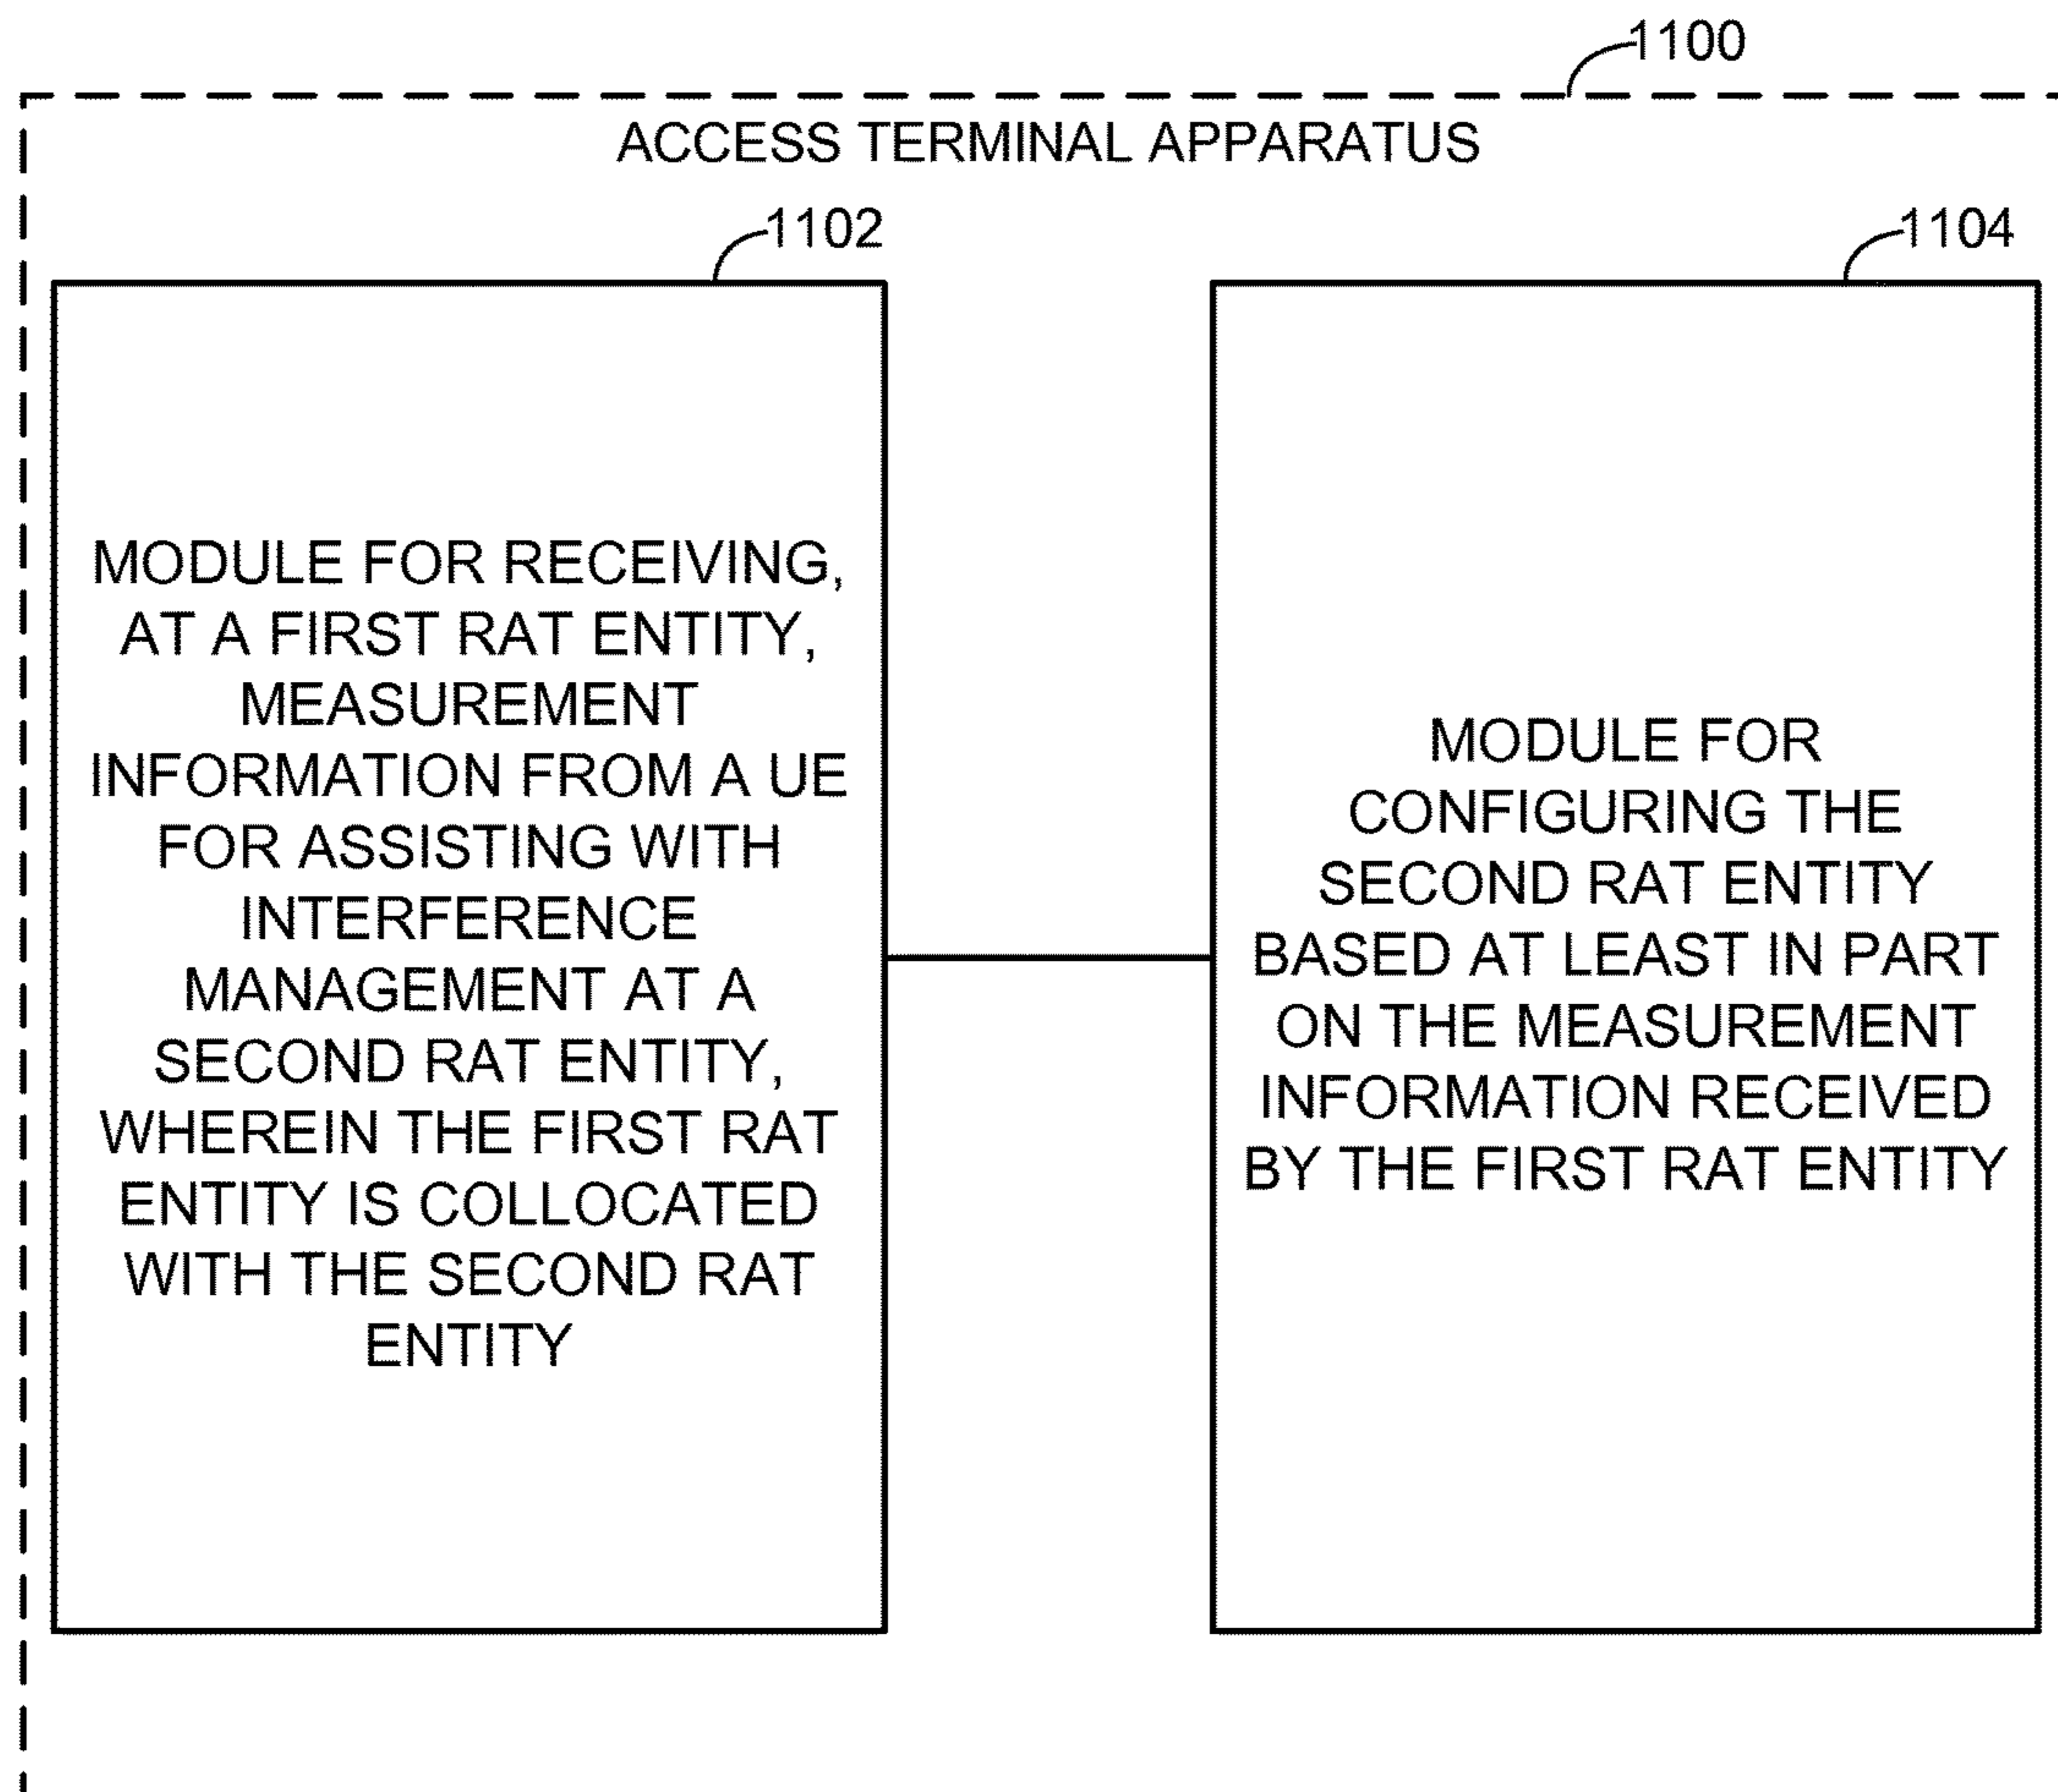 1100
ACCESS TERMINAL APPARATUS
1102
MODULE FOR RECEIVING,
AT A FIRST RAT ENTITY,
MEASUREMENT
INFORMATION FROM A UE
FOR ASSISTING WITH
INTERFERENCE
MANAGEMENT AT A
SECOND RAT ENTITY,
WHEREIN THE FIRST RAT
ENTITY IS COLLOCATED
WITH THE SECOND RAT
ENTITY
1104
MODULE FOR
CONFIGURING THE
SECOND RAT ENTITY
BASED AT LEAST IN PART
ON THE MEASUREMENT
INFORMATION RECEIVED
BY THE FIRST RAT ENTITY